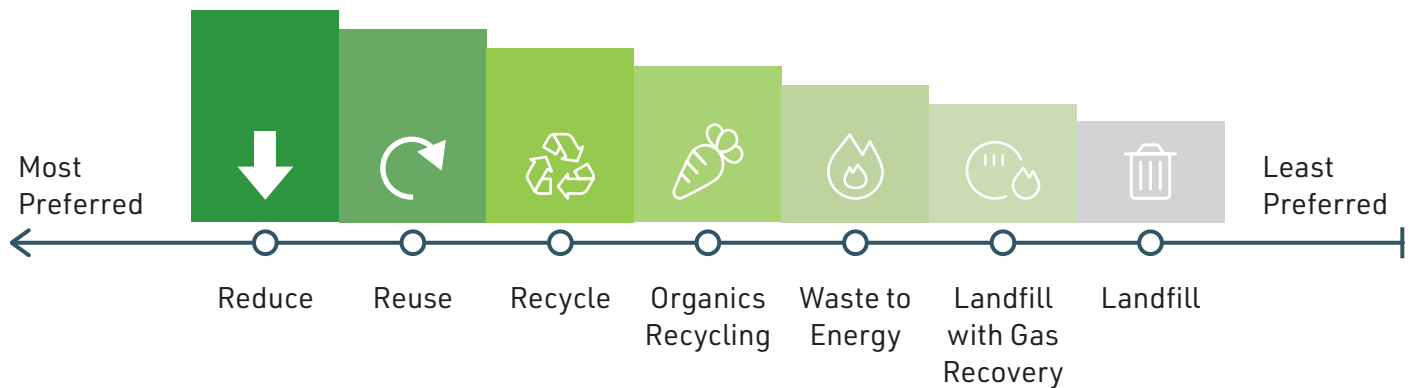 Most
Preferred
Least
Preferred
Reduce
Reuse
Recycle
Organics
Recycling
Waste to
Energy
Landfill
with Gas
Recovery
Landfill